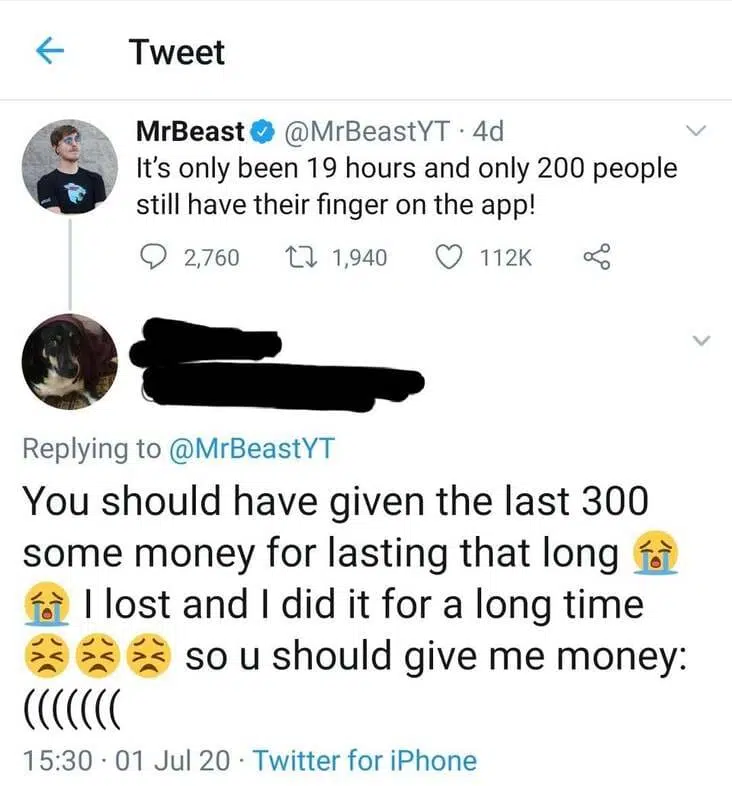 Tweet
MrBeast @MrBeastYT · 4d
It's only been 19 hours and only 200 people
still have their finger on the app!
2,760 1,940 112K
Replying to @MrBeastYT
You should have given the last 300
some money for lasting that long 😭
😭 I lost and I did it for a long time
😣😣😣 so u should give me money:
(((((((
15:30 · 01 Jul 20 · Twitter for iPhone